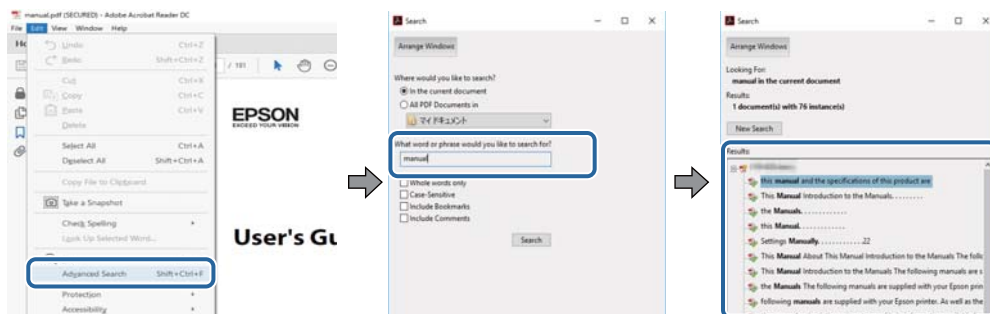 manual.pdf (SECURED) - Adobe Acrobat Reader DC
File Edit View Window Help
Undo Ctrl+Z
Redo Shift+Ctrl+Z
/ 191
Cut Ctrl+X
Copy Ctrl+C
Paste Ctrl+V
Delete
Select All Ctrl+A
Deselect All Shift+Ctrl+A
Copy File to Clipboard
Take a Snapshot
Check Spelling
Look Up Selected Word...
Advanced Search Shift+Ctrl+F
Protection
Accessibility
EPSON
EXCEED YOUR VISION
User's Gu
Search
Arrange Windows
Where would you like to search?
In the current document
All PDF Documents in
マイ ドキュメント
What word or phrase would you like to search for?
manual
Whole words only
Case-Sensitive
Include Bookmarks
Include Comments
Search
Search
Arrange Windows
Looking For:
manual in the current document
Results:
1 document(s) with 76 instance(s)
New Search
Results:
this manual and the specifications of this product are
This Manual Introduction to the Manuals. . . . . . . . .
the Manuals. . . . . . . . . . . . .
this Manual. . . . . . . . . . . . .
Settings Manually. . . . . . . . . . . .22
This Manual About This Manual Introduction to the Manuals The follo
This Manual Introduction to the Manuals The following manuals are s
the Manuals The following manuals are supplied with your Epson prin
following manuals are supplied with your Epson printer. As well as the